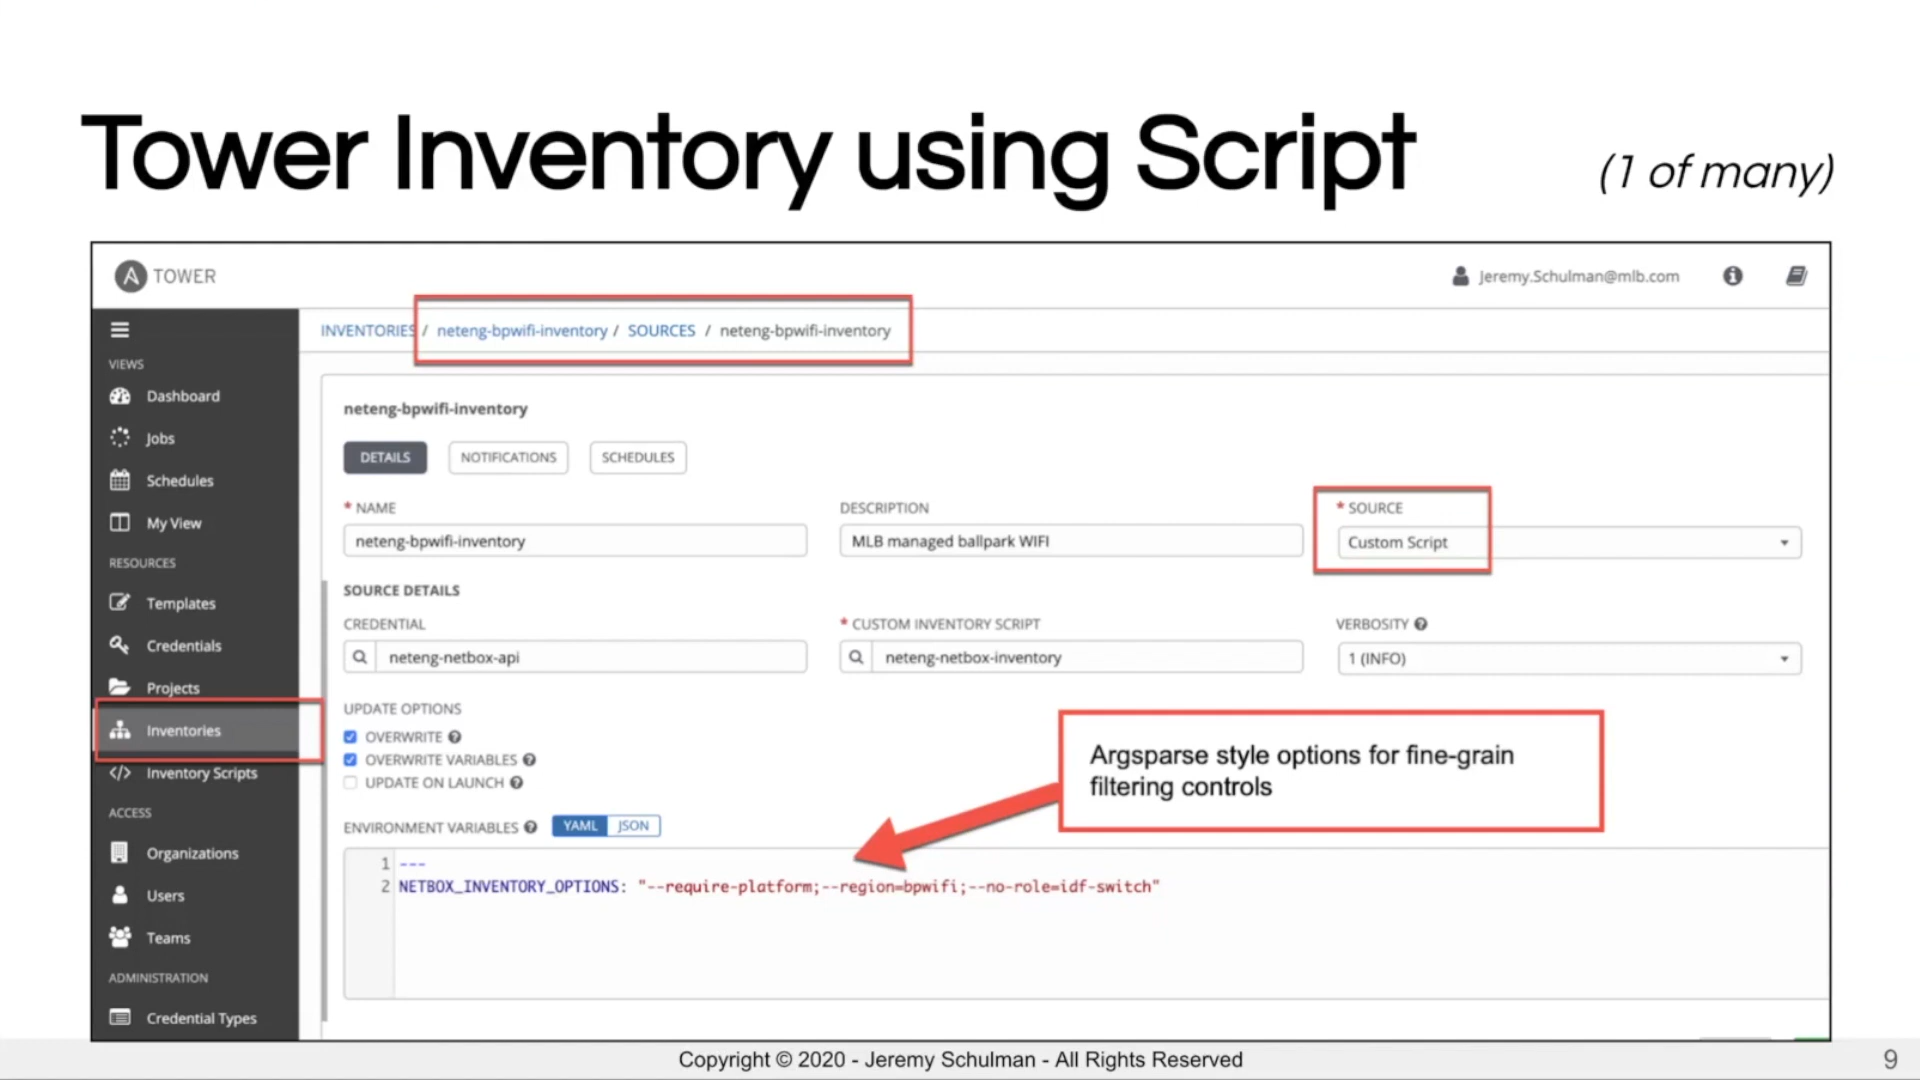 Tower Inventory using Script
(1 of many)
A TOWER
Jeremy.Schulman@mlb.com
INVENTORIES / neteng-bpwifi-inventory / SOURCES / neteng-bpwifi-inventory
VIEWS
Dashboard
Jobs
Schedules
My View
RESOURCES
Templates
Credentials
Projects
Inventories
Inventory Scripts
ACCESS
Organizations
Users
Teams
ADMINISTRATION
Credential Types
neteng-bpwifi-inventory
DETAILS NOTIFICATIONS SCHEDULES
* NAME
neteng-bpwifi-inventory
DESCRIPTION
MLB managed ballpark WIFI
* SOURCE
Custom Script
SOURCE DETAILS
CREDENTIAL
neteng-netbox-api
* CUSTOM INVENTORY SCRIPT
neteng-netbox-inventory
VERBOSITY
1 (INFO)
UPDATE OPTIONS
OVERWRITE
OVERWRITE VARIABLES
UPDATE ON LAUNCH
Argsparse style options for fine-grain
filtering controls
ENVIRONMENT VARIABLES YAML JSON
1 ---
2 NETBOX_INVENTORY_OPTIONS: "--require-platform;--region=bpwifi;--no-role=idf-switch"
Copyright © 2020 - Jeremy Schulman - All Rights Reserved
9